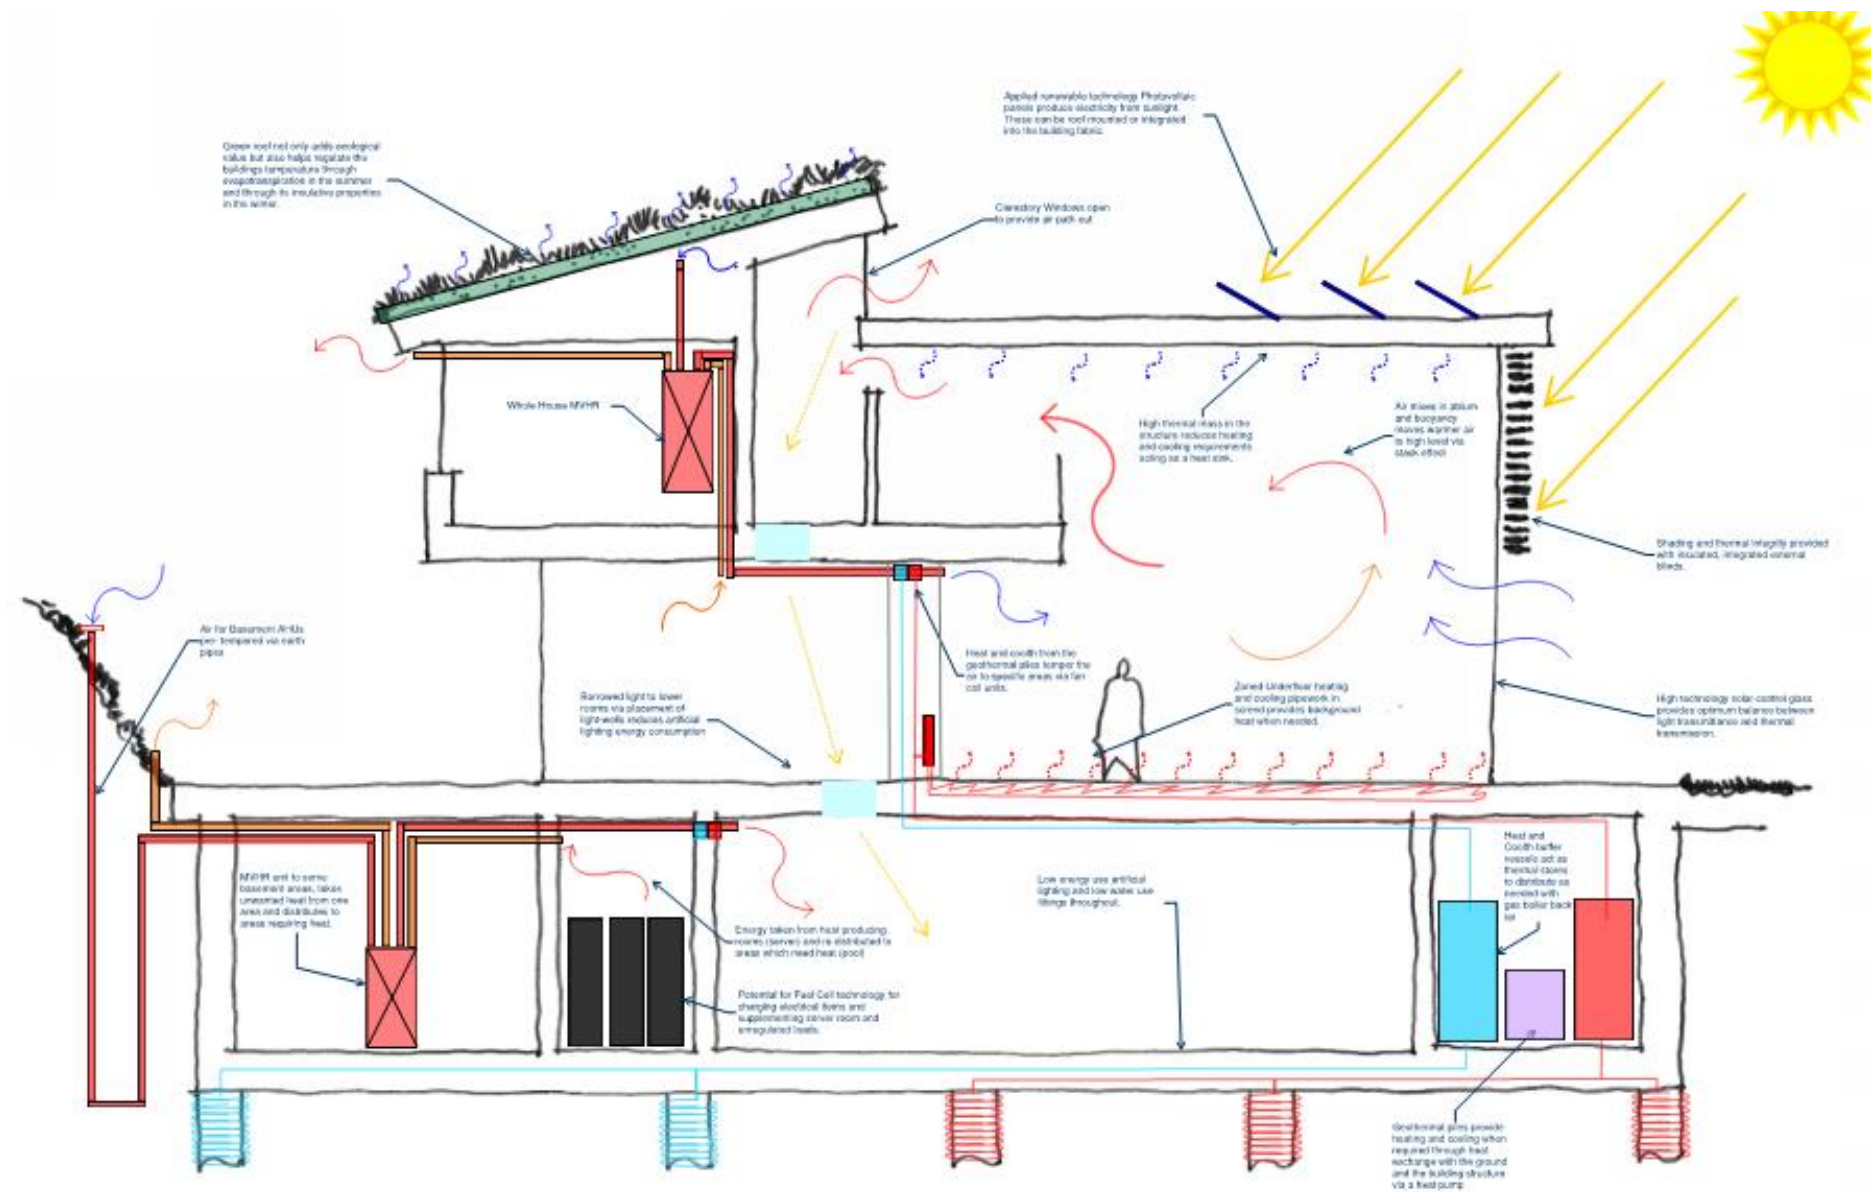 Applied renewable technology Photovoltaic
panels produce electricity from sunlight.
These can be roof mounted or integrated
into the building fabric.
Green roof not only adds ecological
value but also helps regulate the
buildings temperature through
evapotranspiration in the summer
and through its insulative properties
in the winter.
Clerestory Windows open
to provide air path out
Whole House MVHR
High thermal mass in the
structure reduces heating
and cooling requirements
acting as a heat sink.
Air mixes in atrium
and buoyancy
moves warmer air
to high level via
stack effect
Shading and thermal integrity provided
with insulated, integrated external
blinds.
Air for Basement AHUs
pre- tempered via earth
pipes
Heat and coolth from the
geothermal piles temper the
air to specific areas via fan
coil units.
Zoned Underfloor heating
and cooling pipework in
screed provides background
heat when needed.
Borrowed light to lower
rooms via placement of
light-wells reduces artificial
lighting energy consumption
High technology solar control glass
provides optimum balance between
light transmittance and thermal
transmission.
MVHR unit to serve
basement areas, takes
unwanted heat from one
area and distributes to
areas requiring heat.
Energy taken from heat producing
rooms (server) and re distributed to
areas which need heat (pool)
Potential for Fuel Cell technology for
charging electrical items and
supplementing server room and
unregulated loads.
Low energy use artificial
lighting and low water use
fittings throughout.
Heat and
Coolth buffer
vessels act as
thermal stores
to distribute as
needed with
gas boiler back
Geothermal piles provide
heating and cooling when
required through heat
exchange with the ground
and the building structure
via a heat pump